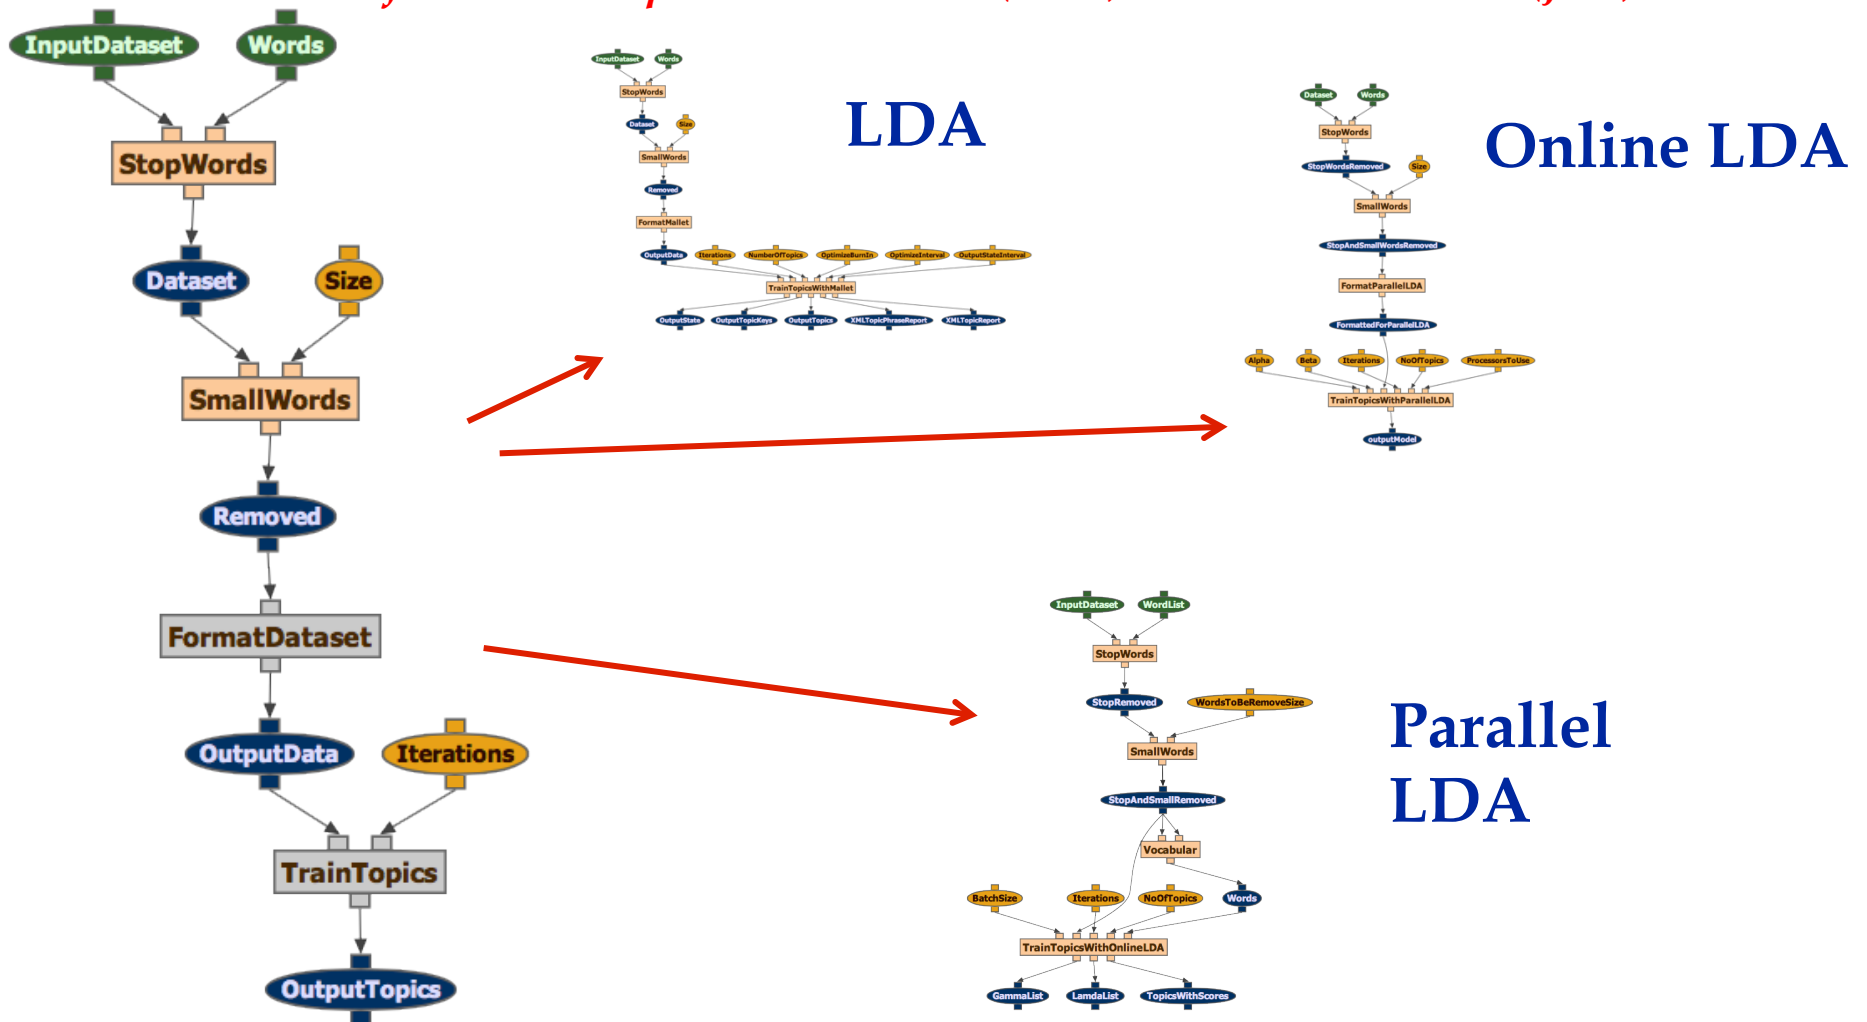 InputDataset Words
StopWords
Dataset Size
SmallWords
Removed
FormatDataset
OutputData Iterations
TrainTopics
OutputTopics
InputDataset Words
StopWords
Dataset Size
SmallWords
Removed
FormatMallet
OutputData Iterations NumberOfTopics OptimizeBurnIn OptimizeInterval OutputStateInterval
TrainTopicsWithMallet
OutputState OutputTopicKeys OutputTopics XMLTopicPhraseReport XMLTopicReport
LDA
Dataset Words
StopWords
StopWordsRemoved Size
SmallWords
StopAndSmallWordsRemoved
FormatParallelLDA
FormattedForParallelLDA
Alpha Beta Iterations NoOfTopics ProcessorsToUse
TrainTopicsWithParallelLDA
outputModel
Online LDA
InputDataset WordList
StopWords
StopRemoved WordsToBeRemoveSize
SmallWords
StopAndSmallRemoved
Vocabular
BatchSize Iterations NoOfTopics Words
TrainTopicsWithOnlineLDA
GammaList LamdaList TopicsWithScores
Parallel
LDA